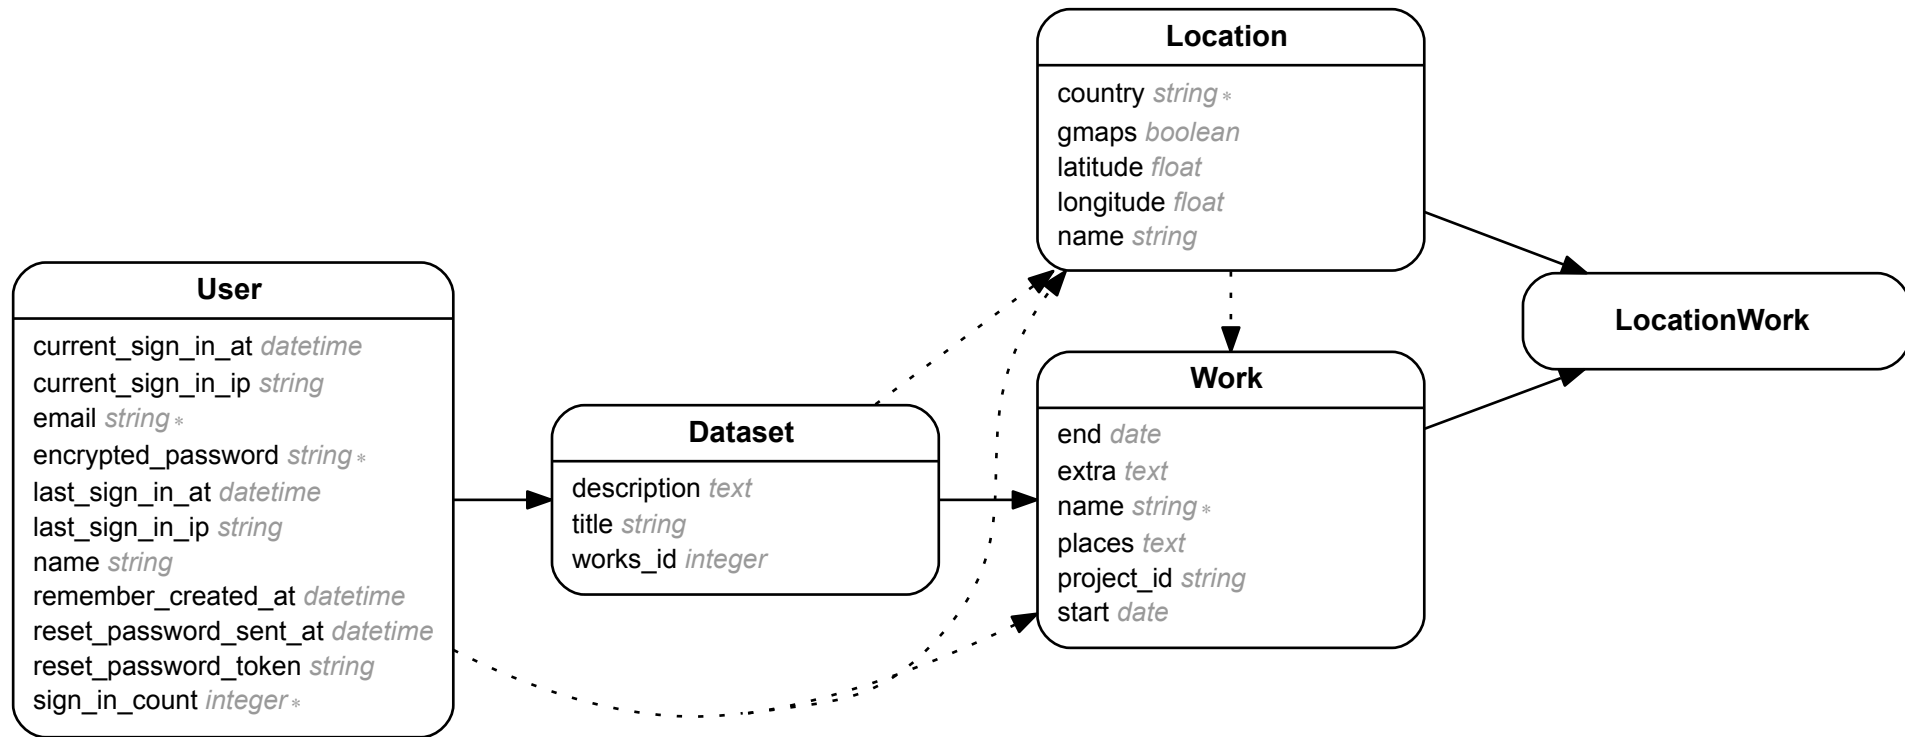 User
current_sign_in_at datetime
current_sign_in_ip string
email string *
encrypted_password string *
last_sign_in_at datetime
last_sign_in_ip string
name string
remember_created_at datetime
reset_password_sent_at datetime
reset_password_token string
sign_in_count integer *
Dataset
description text
title string
works_id integer
Location
country string *
gmaps boolean
latitude float
longitude float
name string
Work
end date
extra text
name string *
places text
project_id string
start date
LocationWork